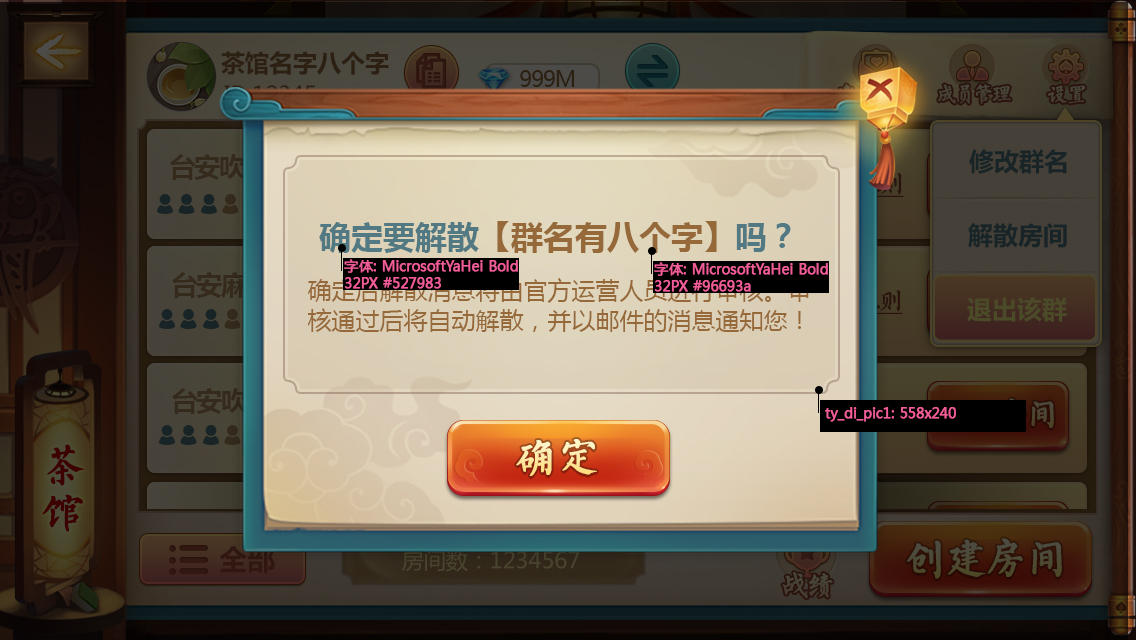 茶馆名字八个字
999M
成员管理
设置
修改群名
解散房间
退出该群
台安吹
台安麻
则
台安吹
间
确定要解散【群名有八个字】吗？
字体: MicrosoftYaHei Bold
32PX #527983
字体: MicrosoftYaHei Bold
32PX #96693a
确定后解散消息将由官方运营人员进行审核。审
核通过后将自动解散，并以邮件的消息通知您！
ty_di_pic1: 558x240
确定
茶馆
全部
房间数：1234567
战绩
创建房间